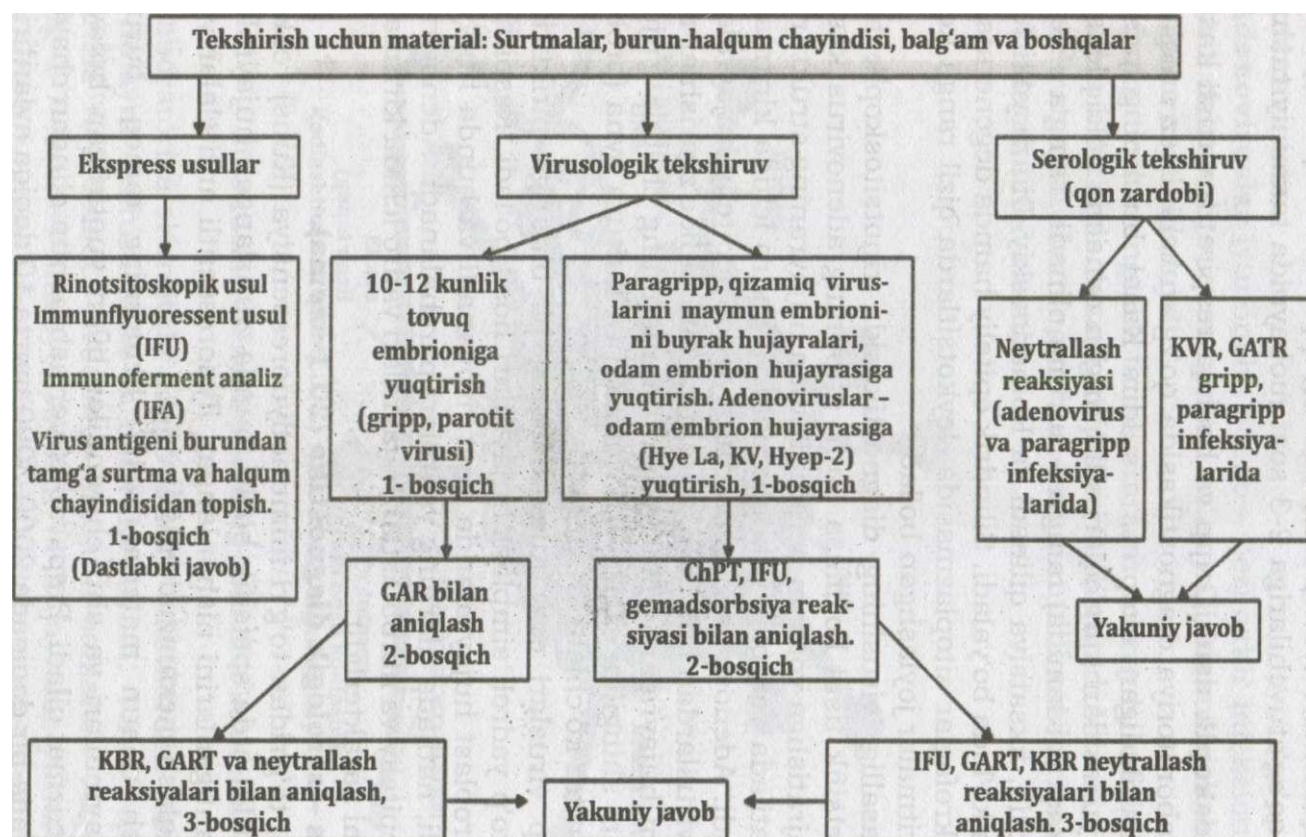 Tekshirish uchun material: Surtmalar, burun-halqum chayindisi, balg‘am va boshqalar
Ekspress usullar
Virusologik tekshiruv
Serologik tekshiruv
(qon zardobi)
Rinotsitoskopik usul
Immunflyuoressent usul
(IFU)
Immunoferment analiz
(IFA)
Virus antigeni burundan
tamg‘a surtma va halqum
chayindisidan topish.
1-bosqich
(Dastlabki javob)
10-12 kunlik
tovuq
embrioniga
yuqtirish
(gripp, parotit
virusi)
1- bosqich
Paragripp, qizamiq virus-
larini maymun embrioni-
ni buyrak hujayralari,
odam embrion hujayrasiga
yuqtirish. Adenoviruslar –
odam embrion hujayrasiga
(Hye La, KV, Hyep-2)
yuqtirish, 1-bosqich
Neytrallash
reaksiyasi
(adenovirus
va paragripp
infeksiya-
larida)
KVR, GATR
gripp,
paragripp
infeksiya-
larida
GAR bilan
aniqlash
2-bosqich
ChPT, IFU,
gemadsorbsiya reak-
siyasi bilan aniqlash.
2-bosqich
Yakuniy javob
KBR, GART va neytrallash
reaksiyalari bilan aniqlash,
3-bosqich
Yakuniy javob
IFU, GART, KBR neytrallash
reaksiyalari bilan
aniqlash. 3-bosqich